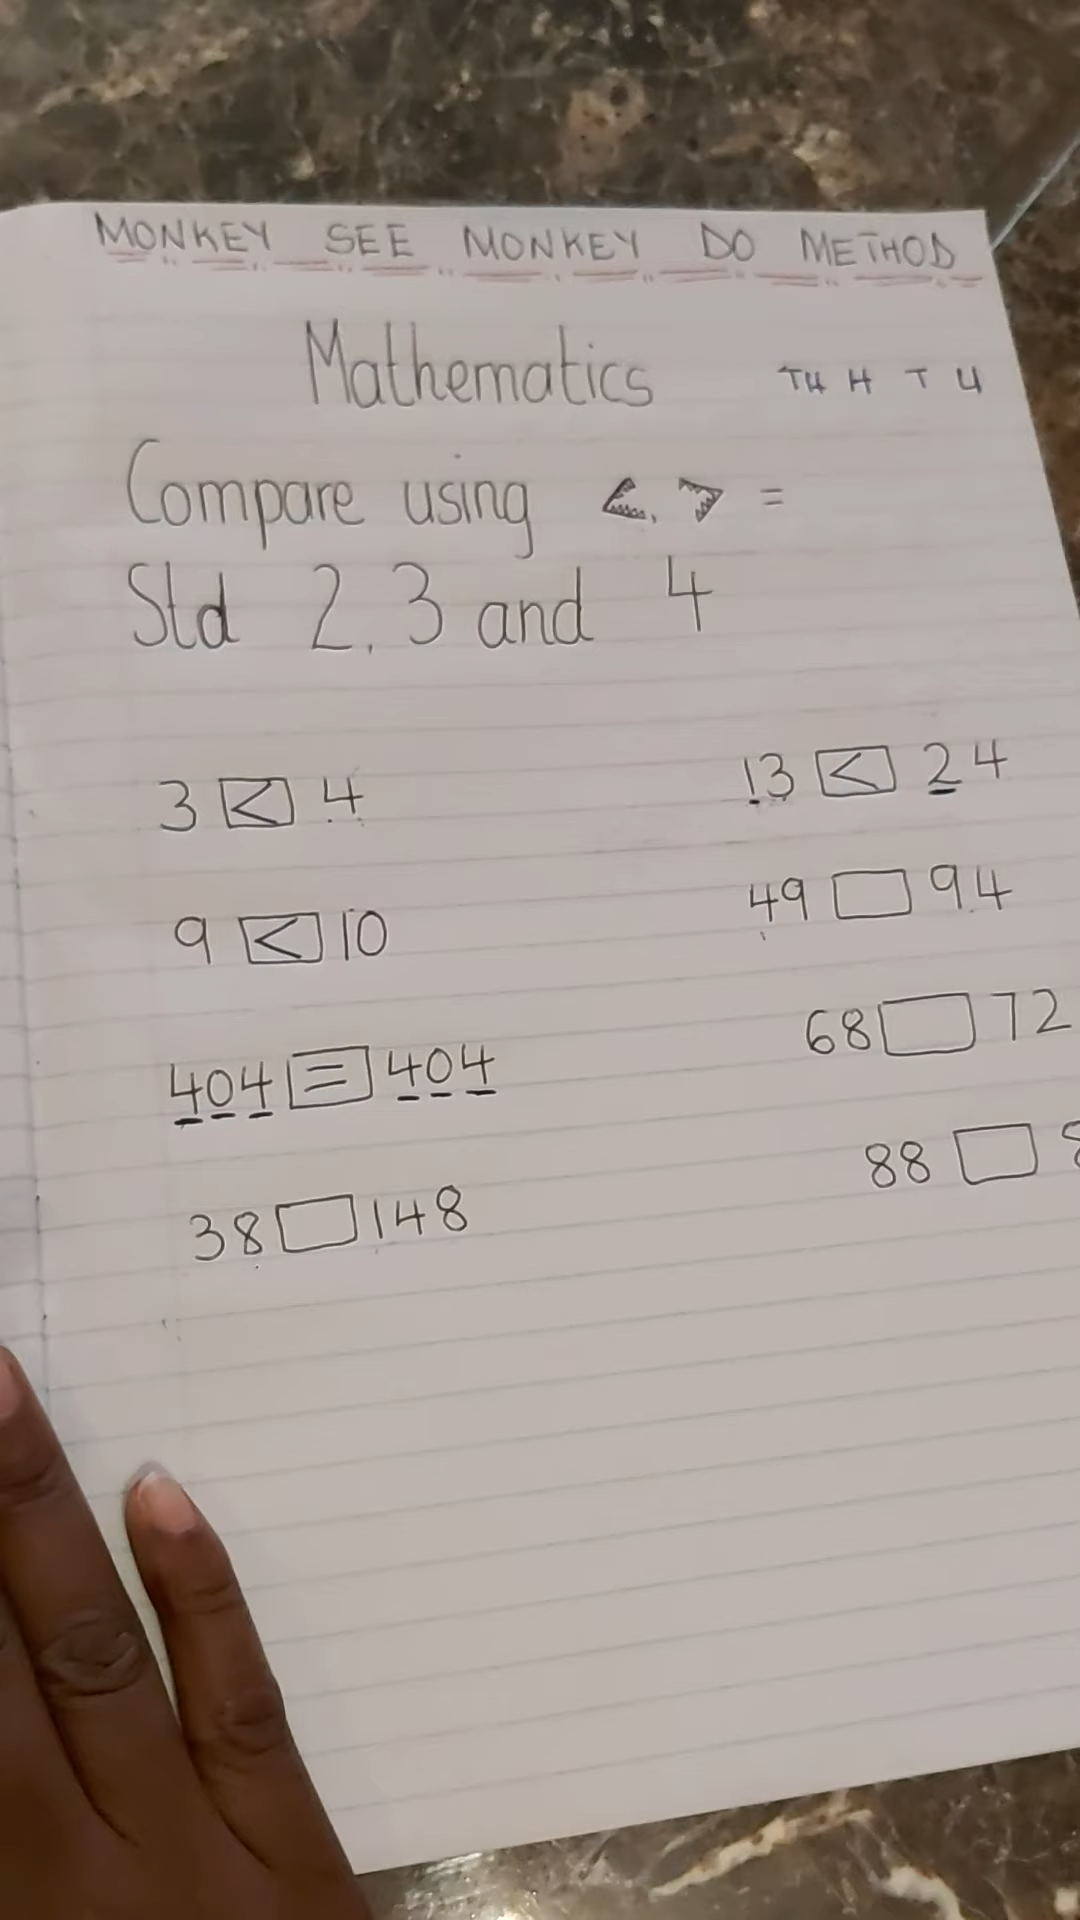 MONKEY SEE MONKEY DO METHOD
Mathematics TH H T U
Compare using <, > =
Std 2, 3 and 4
3 < 4
13 < 24
9 < 10
49 □ 94
404 = 404
68 □ 72
38 □ 148
88 □